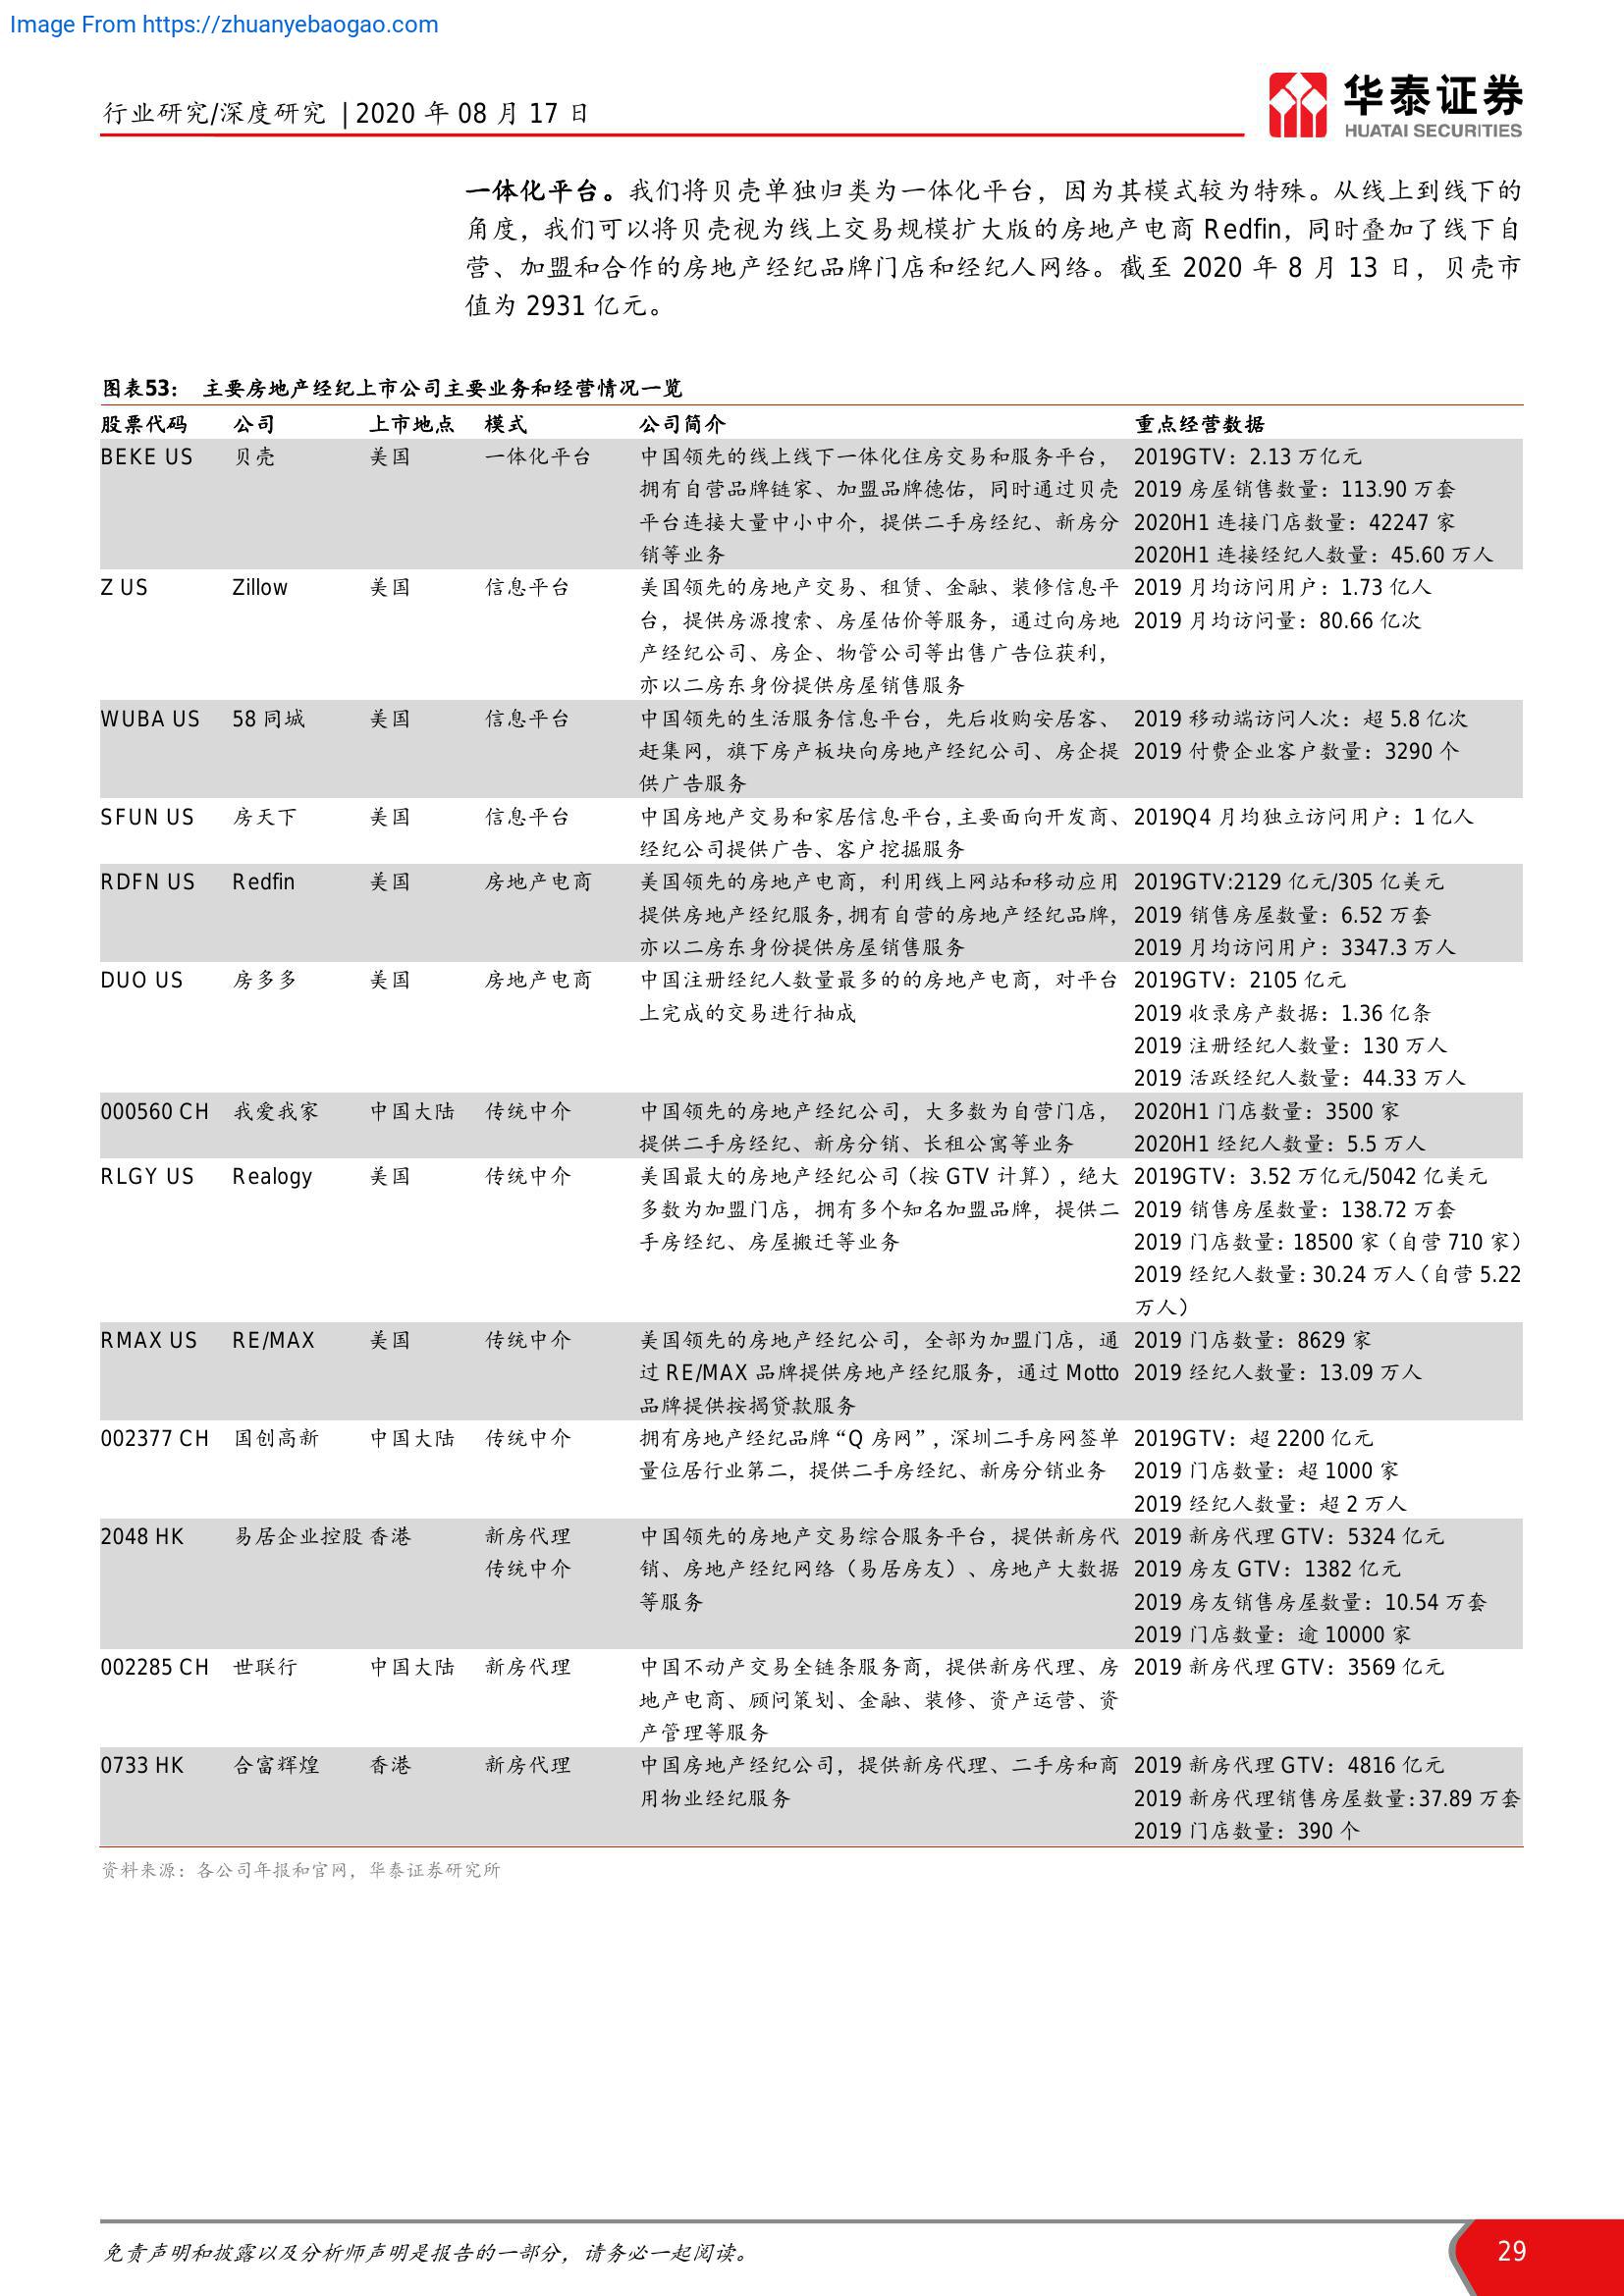 Image From https://zhuanyebaogao.com
行业研究/深度研究 | 2020 年 08 月 17 日
华泰证券
HUATAI SECURITIES
一体化平台。我们将贝壳单独归类为一体化平台，因为其模式较为特殊。从线上到线下的
角度，我们可以将贝壳视为线上交易规模扩大版的房地产电商 Redfin，同时叠加了线下自
营、加盟和合作的房地产经纪品牌门店和经纪人网络。截至 2020 年 8 月 13 日，贝壳市
值为 2931 亿元。
图表53： 主要房地产经纪上市公司主要业务和经营情况一览
股票代码 公司 上市地点 模式 公司简介 重点经营数据
BEKE US 贝壳 美国 一体化平台 中国领先的线上线下一体化住房交易和服务平台， 2019GTV：2.13 万亿元
拥有自营品牌链家、加盟品牌德佑，同时通过贝壳 2019 房屋销售数量：113.90 万套
平台连接大量中小中介，提供二手房经纪、新房分 2020H1 连接门店数量：42247 家
销等业务 2020H1 连接经纪人数量：45.60 万人
Z US Zillow 美国 信息平台 美国领先的房地产交易、租赁、金融、装修信息平 2019 月均访问用户：1.73 亿人
台，提供房源搜索、房屋估价等服务，通过向房地 2019 月均访问量：80.66 亿次
产经纪公司、房企、物管公司等出售广告位获利，
亦以二房东身份提供房屋销售服务
WUBA US 58 同城 美国 信息平台 中国领先的生活服务信息平台，先后收购安居客、 2019 移动端访问人次：超 5.8 亿次
赶集网，旗下房产板块向房地产经纪公司、房企提 2019 付费企业客户数量：3290 个
供广告服务
SFUN US 房天下 美国 信息平台 中国房地产交易和家居信息平台，主要面向开发商、 2019Q4 月均独立访问用户：1 亿人
经纪公司提供广告、客户挖掘服务
RDFN US Redfin 美国 房地产电商 美国领先的房地产电商，利用线上网站和移动应用 2019GTV:2129 亿元/305 亿美元
提供房地产经纪服务，拥有自营的房地产经纪品牌， 2019 销售房屋数量：6.52 万套
亦以二房东身份提供房屋销售服务 2019 月均访问用户：3347.3 万人
DUO US 房多多 美国 房地产电商 中国注册经纪人数量最多的的房地产电商，对平台 2019GTV：2105 亿元
上完成的交易进行抽成 2019 收录房产数据：1.36 亿条
2019 注册经纪人数量：130 万人
2019 活跃经纪人数量：44.33 万人
000560 CH 我爱我家 中国大陆 传统中介 中国领先的房地产经纪公司，大多数为自营门店， 2020H1 门店数量：3500 家
提供二手房经纪、新房分销、长租公寓等业务 2020H1 经纪人数量：5.5 万人
RLGY US Realogy 美国 传统中介 美国最大的房地产经纪公司（按 GTV 计算），绝大 2019GTV：3.52 万亿元/5042 亿美元
多数为加盟门店，拥有多个知名加盟品牌，提供二 2019 销售房屋数量：138.72 万套
手房经纪、房屋搬迁等业务 2019 门店数量：18500 家（自营 710 家）
2019 经纪人数量：30.24 万人（自营 5.22
万人）
RMAX US RE/MAX 美国 传统中介 美国领先的房地产经纪公司，全部为加盟门店，通 2019 门店数量：8629 家
过 RE/MAX 品牌提供房地产经纪服务，通过 Motto 2019 经纪人数量：13.09 万人
品牌提供按揭贷款服务
002377 CH 国创高新 中国大陆 传统中介 拥有房地产经纪品牌“Q 房网”，深圳二手房网签单 2019GTV：超 2200 亿元
量位居行业第二，提供二手房经纪、新房分销业务 2019 门店数量：超 1000 家
2019 经纪人数量：超 2 万人
2048 HK 易居企业控股 香港 新房代理 中国领先的房地产交易综合服务平台，提供新房代 2019 新房代理 GTV：5324 亿元
传统中介 销、房地产经纪网络（易居房友）、房地产大数据 2019 房友 GTV：1382 亿元
等服务 2019 房友销售房屋数量：10.54 万套
2019 门店数量：逾 10000 家
002285 CH 世联行 中国大陆 新房代理 中国不动产交易全链条服务商，提供新房代理、房 2019 新房代理 GTV：3569 亿元
地产电商、顾问策划、金融、装修、资产运营、资
产管理等服务
0733 HK 合富辉煌 香港 新房代理 中国房地产经纪公司，提供新房代理、二手房和商 2019 新房代理 GTV：4816 亿元
用物业经纪服务 2019 新房代理销售房屋数量：37.89 万套
2019 门店数量：390 个
资料来源：各公司年报和官网，华泰证券研究所
免责声明和披露以及分析师声明是报告的一部分，请务必一起阅读。 29